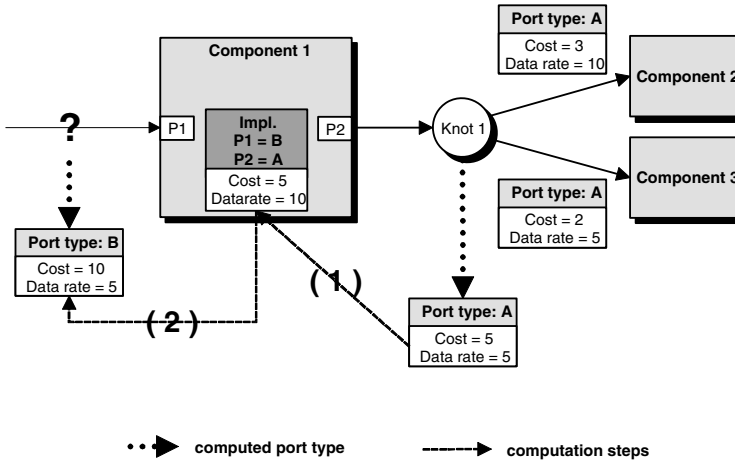 Port type: A
Cost = 3
Data rate = 10
Component 1
Component 2
?
P1
Impl.
P1 = B
P2 = A
Cost = 5
Datarate = 10
P2
Knot 1
Component 3
Port type: A
Cost = 2
Data rate = 5
Port type: B
Cost = 10
Data rate = 5
( 1 )
( 2 )
Port type: A
Cost = 5
Data rate = 5
computed port type
computation steps